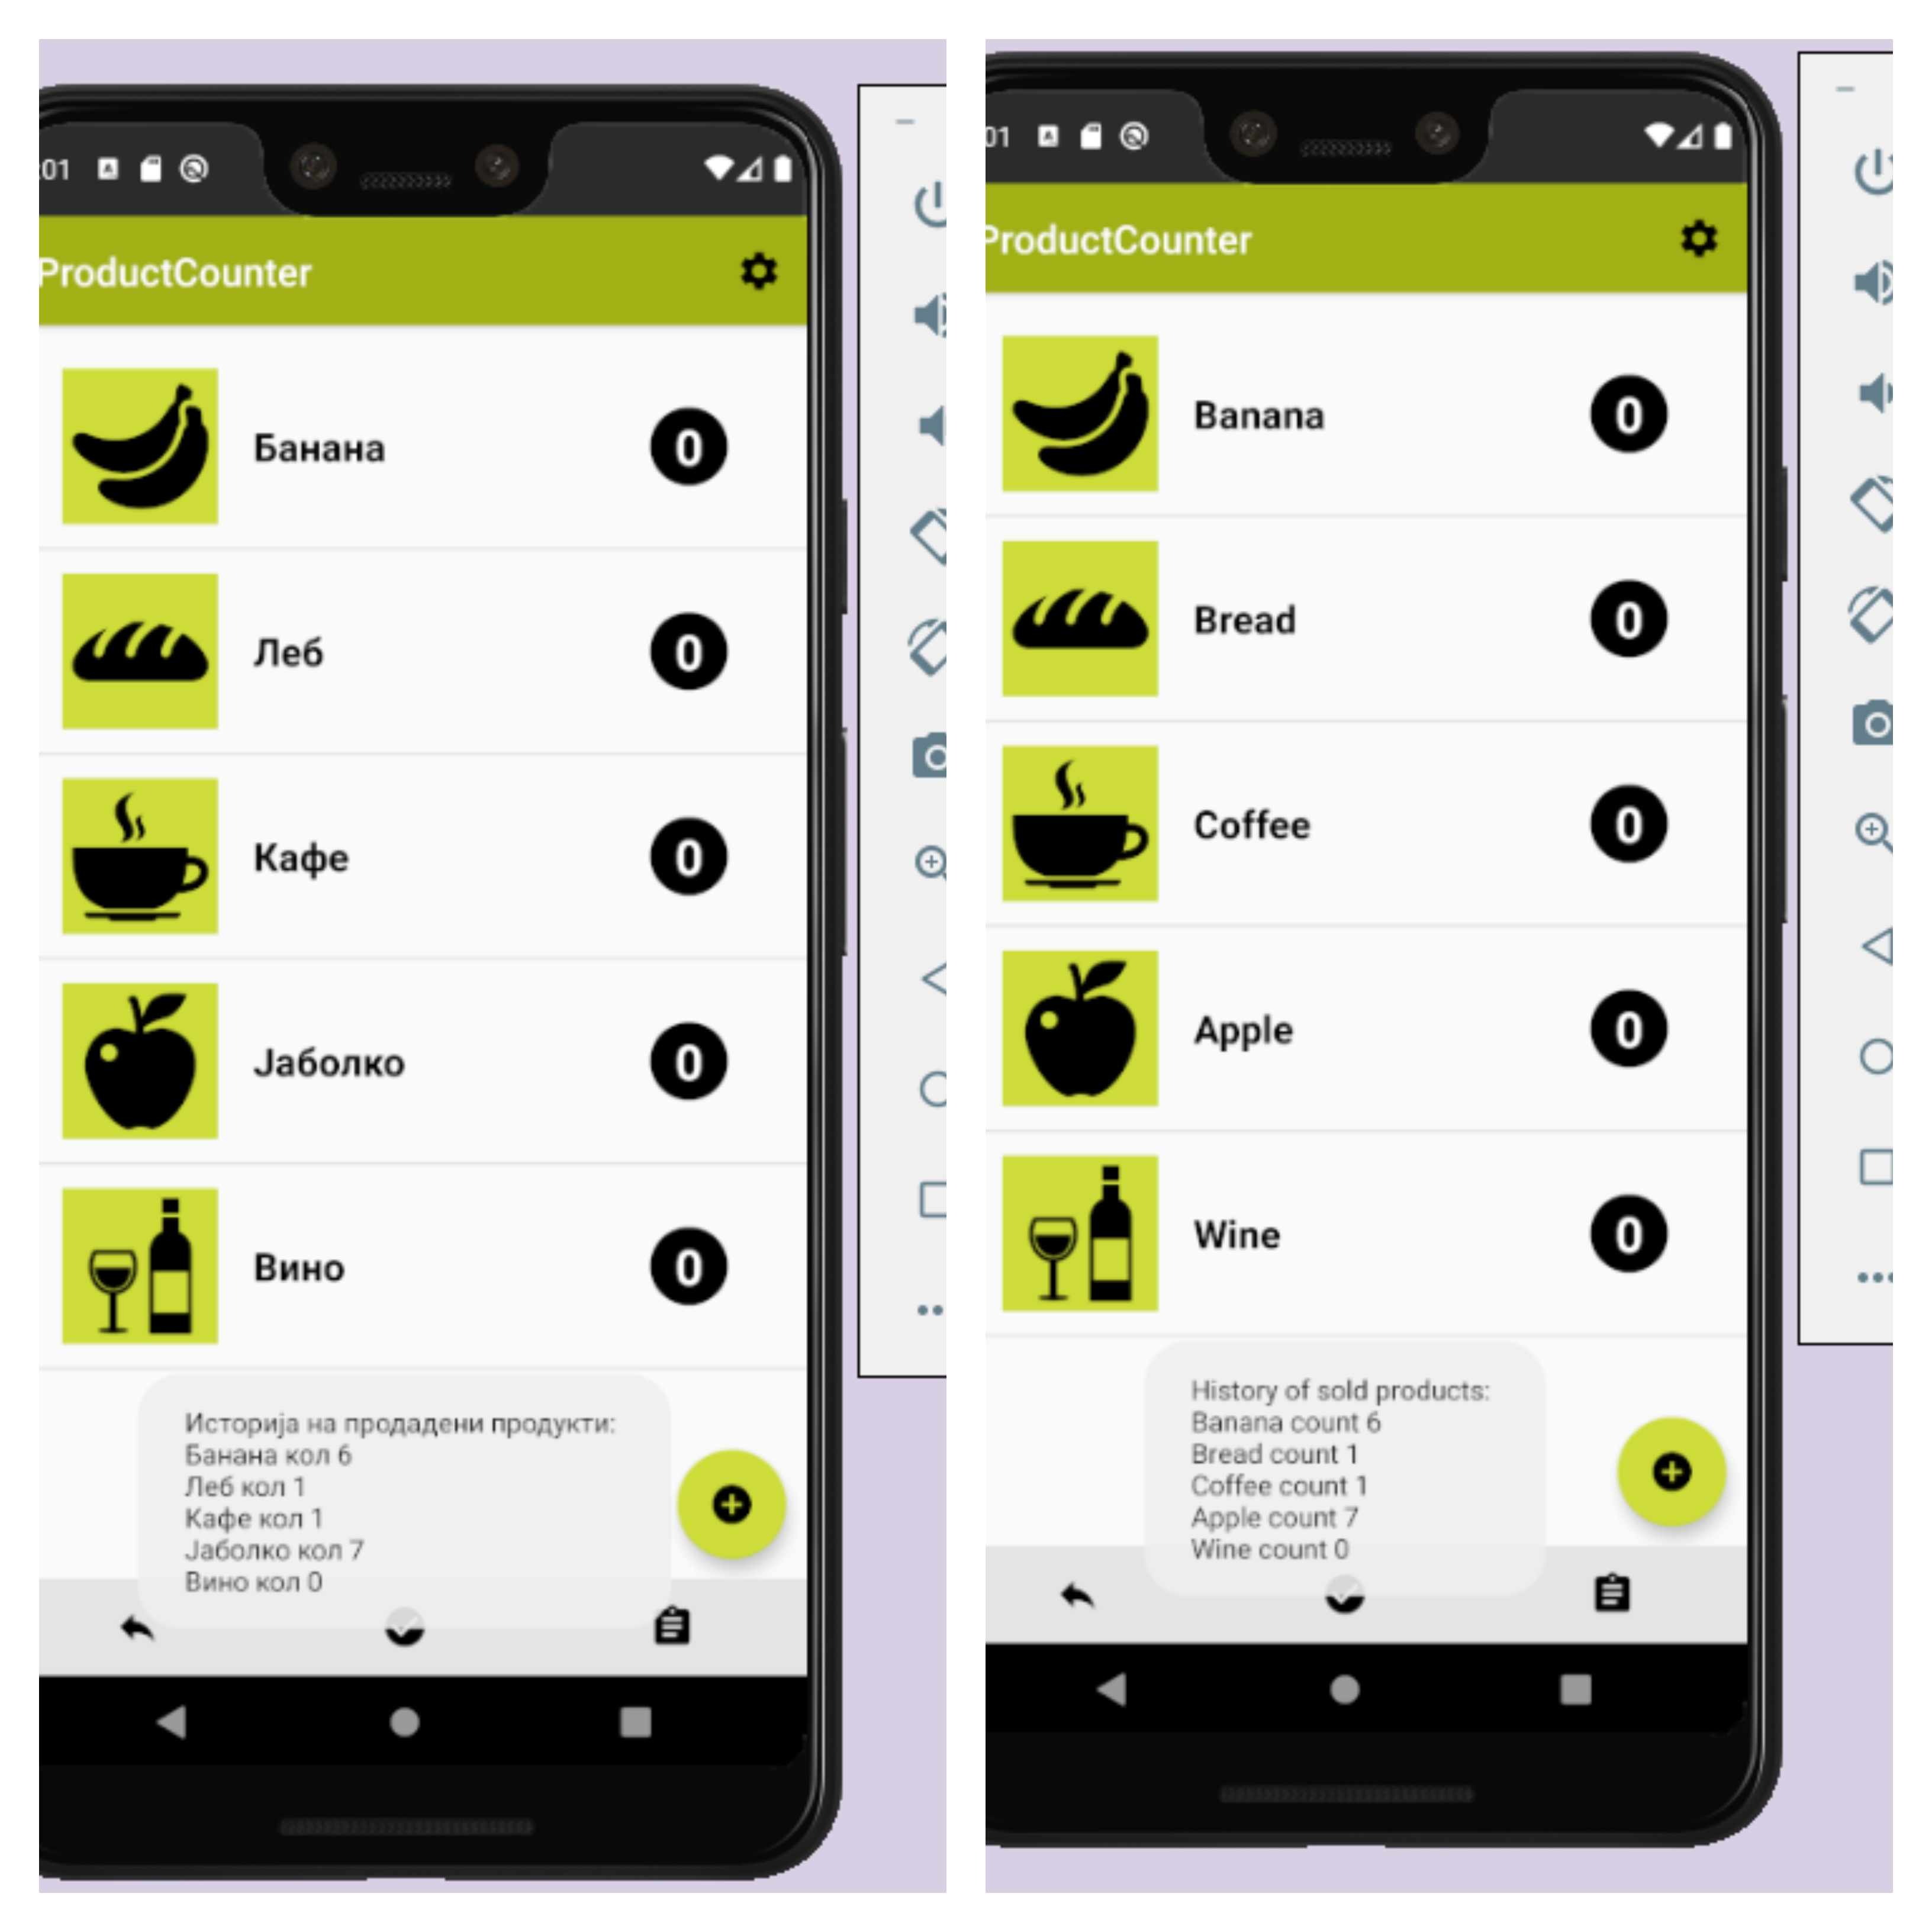 :01
ProductCounter
Банана 0
Леб 0
Кафе 0
Јаболко 0
Вино 0
Историја на продадени продукти:
Банана кол 6
Леб кол 1
Кафе кол 1
Јаболко кол 7
Вино кол 0
01
ProductCounter
Banana 0
Bread 0
Coffee 0
Apple 0
Wine 0
History of sold products:
Banana count 6
Bread count 1
Coffee count 1
Apple count 7
Wine count 0